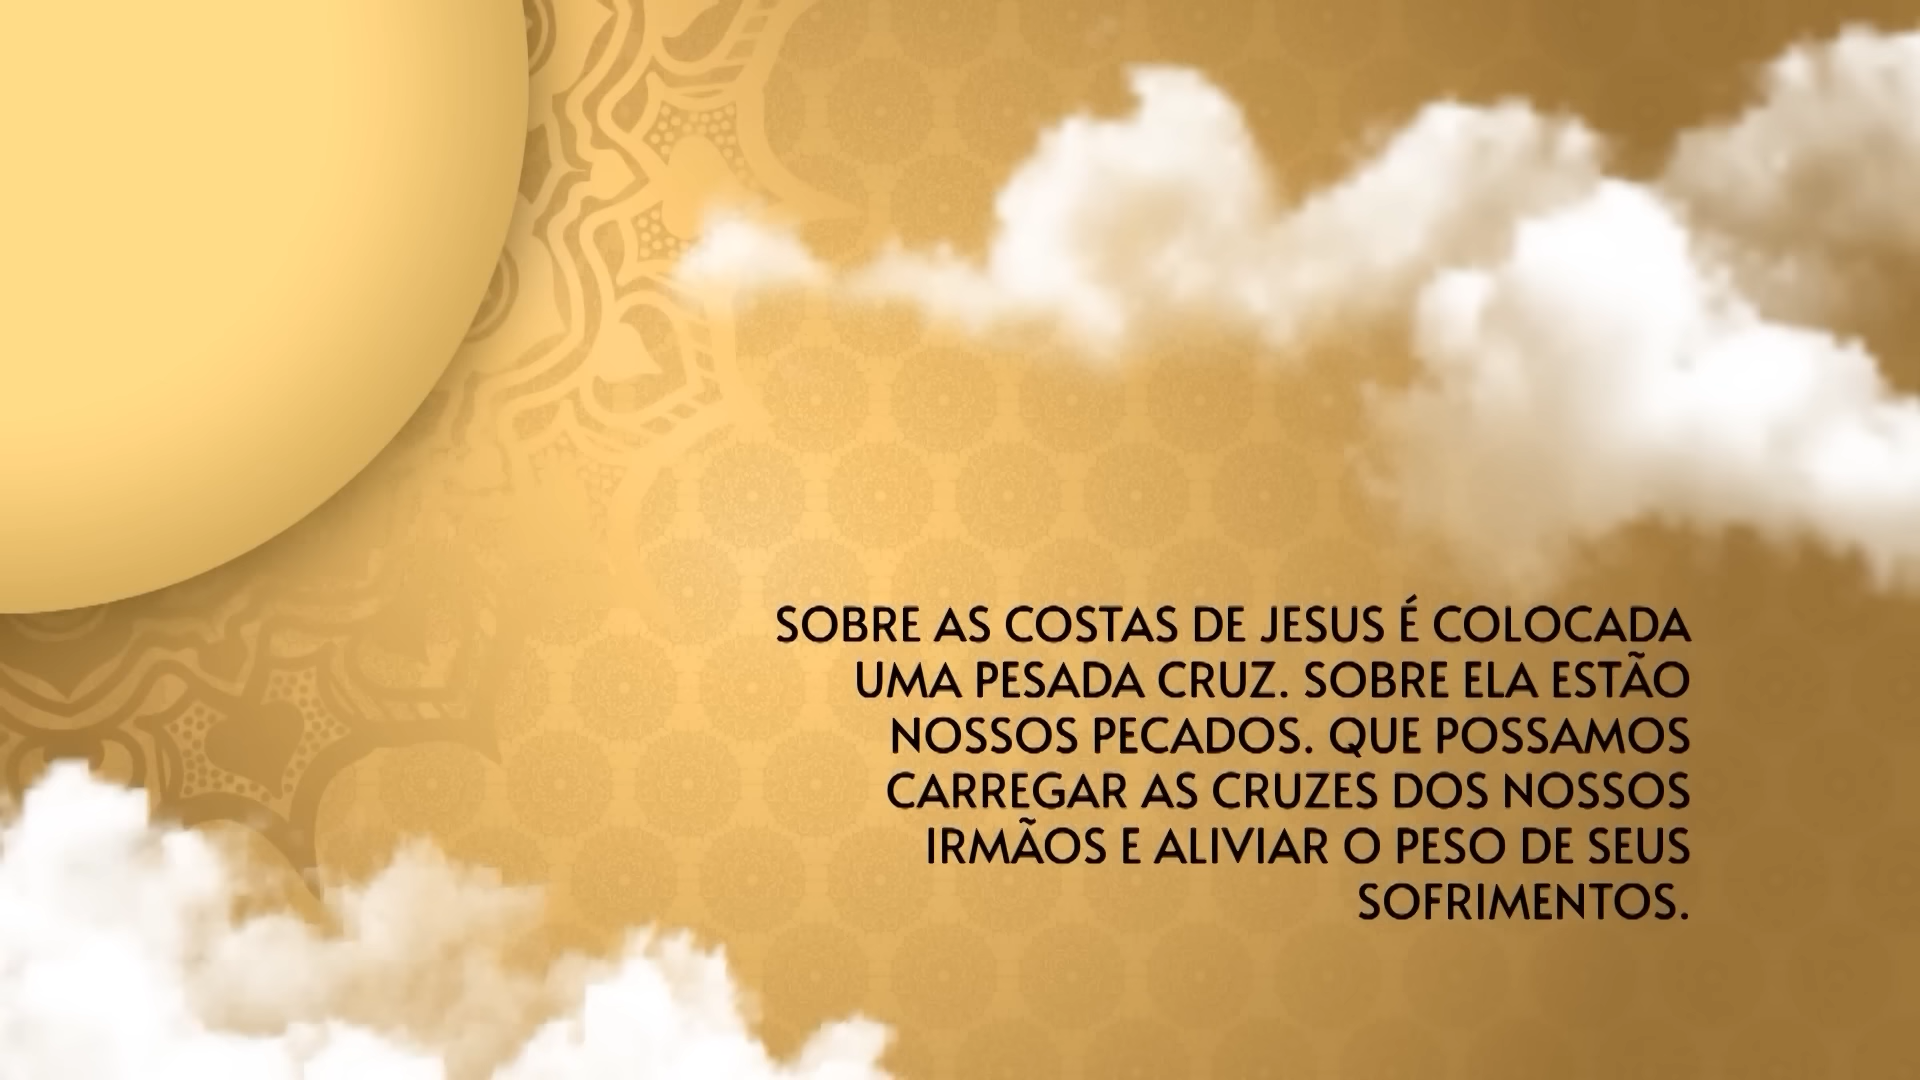 SOBRE AS COSTAS DE JESUS É COLOCADA
UMA PESADA CRUZ. SOBRE ELA ESTÃO
NOSSOS PECADOS. QUE POSSAMOS
CARREGAR AS CRUZES DOS NOSSOS
IRMÃOS E ALIVIAR O PESO DE SEUS
SOFRIMENTOS.